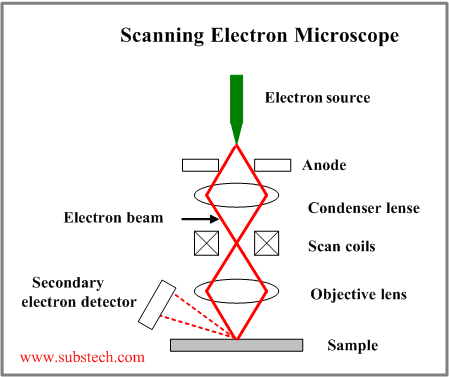 Scanning Electron Microscope
Electron source
Anode
Condenser lense
Electron beam
Scan coils
Secondary
electron detector
Objective lens
Sample
www.substech.com